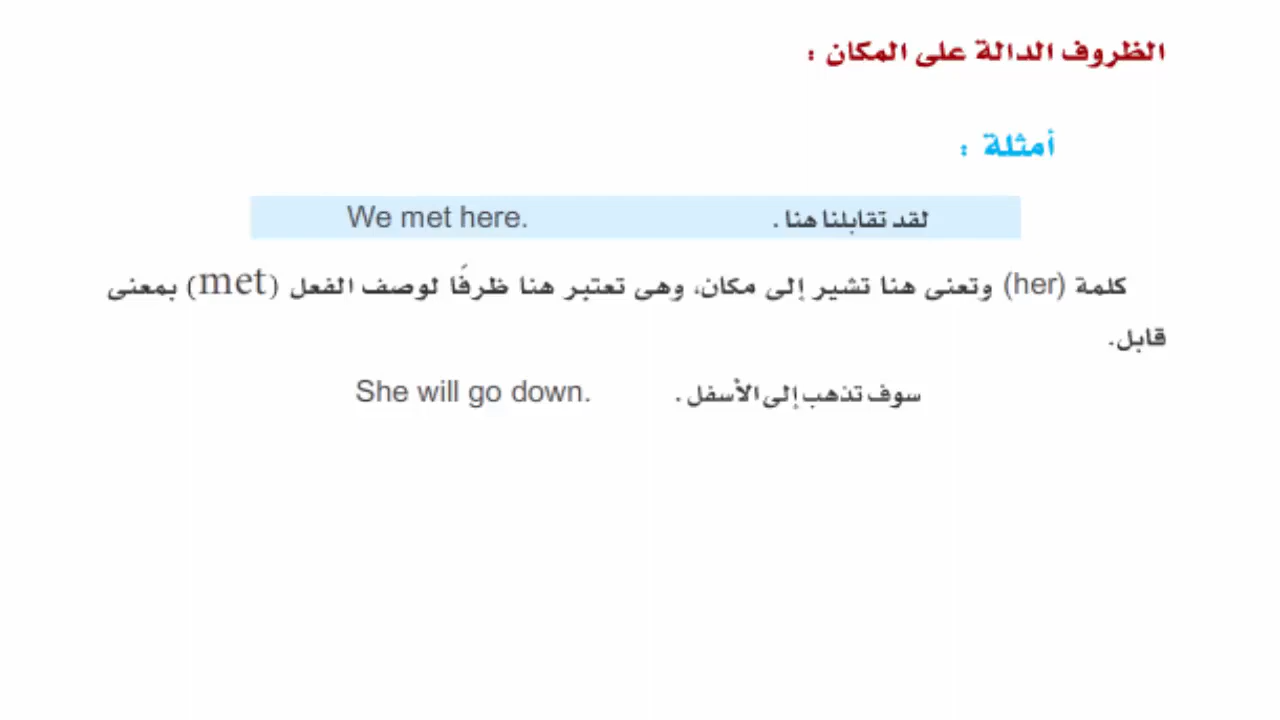 الظروف الدالة على المكان :
أمثلة :
We met here. لقد تقابلنا هنا .
كلمة (her) وتعنى هنا تشير إلى مكان، وهى تعتبر هنا ظرفًا لوصف الفعل (met) بمعنى
قابل.
She will go down. سوف تذهب إلى الأسفل .